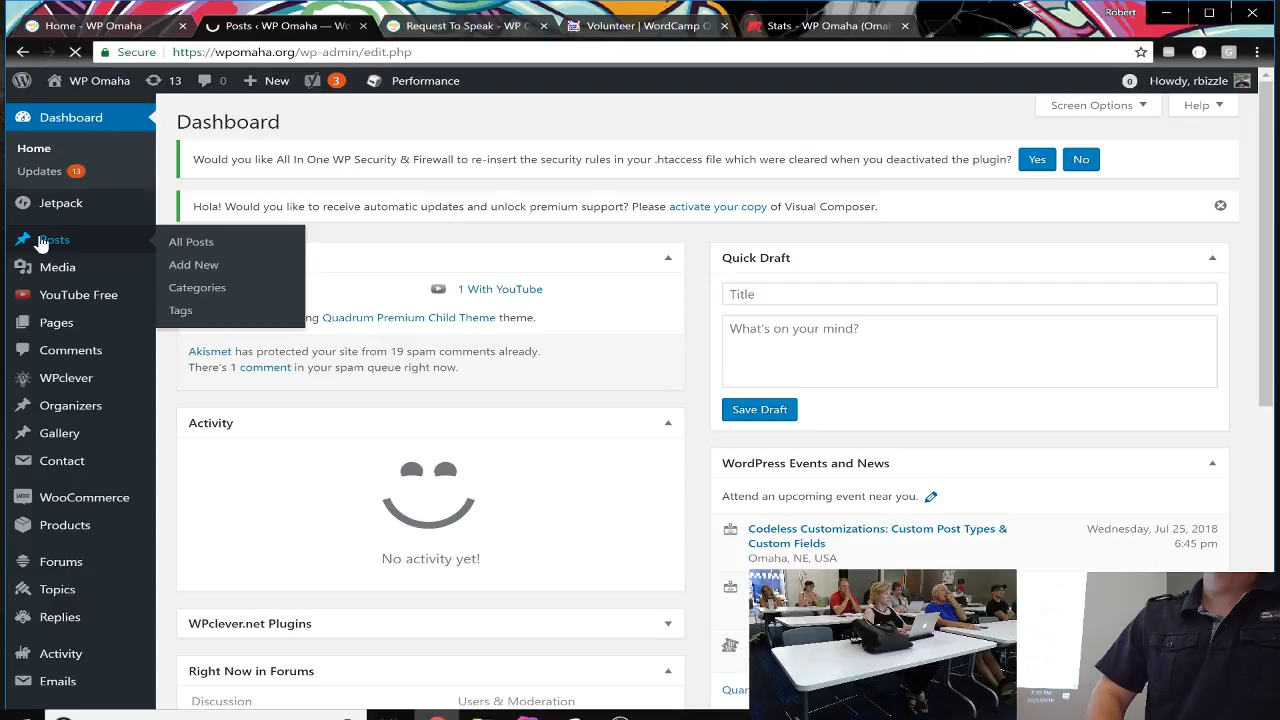 Robert
Home - WP Omaha
Posts ‹ WP Omaha — Wo
Request To Speak - WP C
Volunteer | WordCamp O
Stats - WP Omaha (Omah
Secure https://wpomaha.org/wp-admin/edit.php
WP Omaha 13 0 New 3 Performance 0 Howdy, rbizzle
Dashboard
Home
Updates 13
Jetpack
Posts
Media
YouTube Free
Pages
Comments
WPclever
Organizers
Gallery
Contact
WooCommerce
Products
Forums
Topics
Replies
Activity
Emails
All Posts
Add New
Categories
Tags
Screen Options Help
Dashboard
Would you like All In One WP Security & Firewall to re-insert the security rules in your .htaccess file which were cleared when you deactivated the plugin? Yes No
Hola! Would you like to receive automatic updates and unlock premium support? Please activate your copy of Visual Composer.
1 With YouTube
ng Quadrum Premium Child Theme theme.
Akismet has protected your site from 19 spam comments already.
There's 1 comment in your spam queue right now.
Activity
No activity yet!
WPclever.net Plugins
Right Now in Forums
Discussion Users & Moderation
Quick Draft
Title
What's on your mind?
Save Draft
WordPress Events and News
Attend an upcoming event near you.
Codeless Customizations: Custom Post Types &
Custom Fields
Omaha, NE, USA
Wednesday, Jul 25, 2018
6:45 pm
Quar